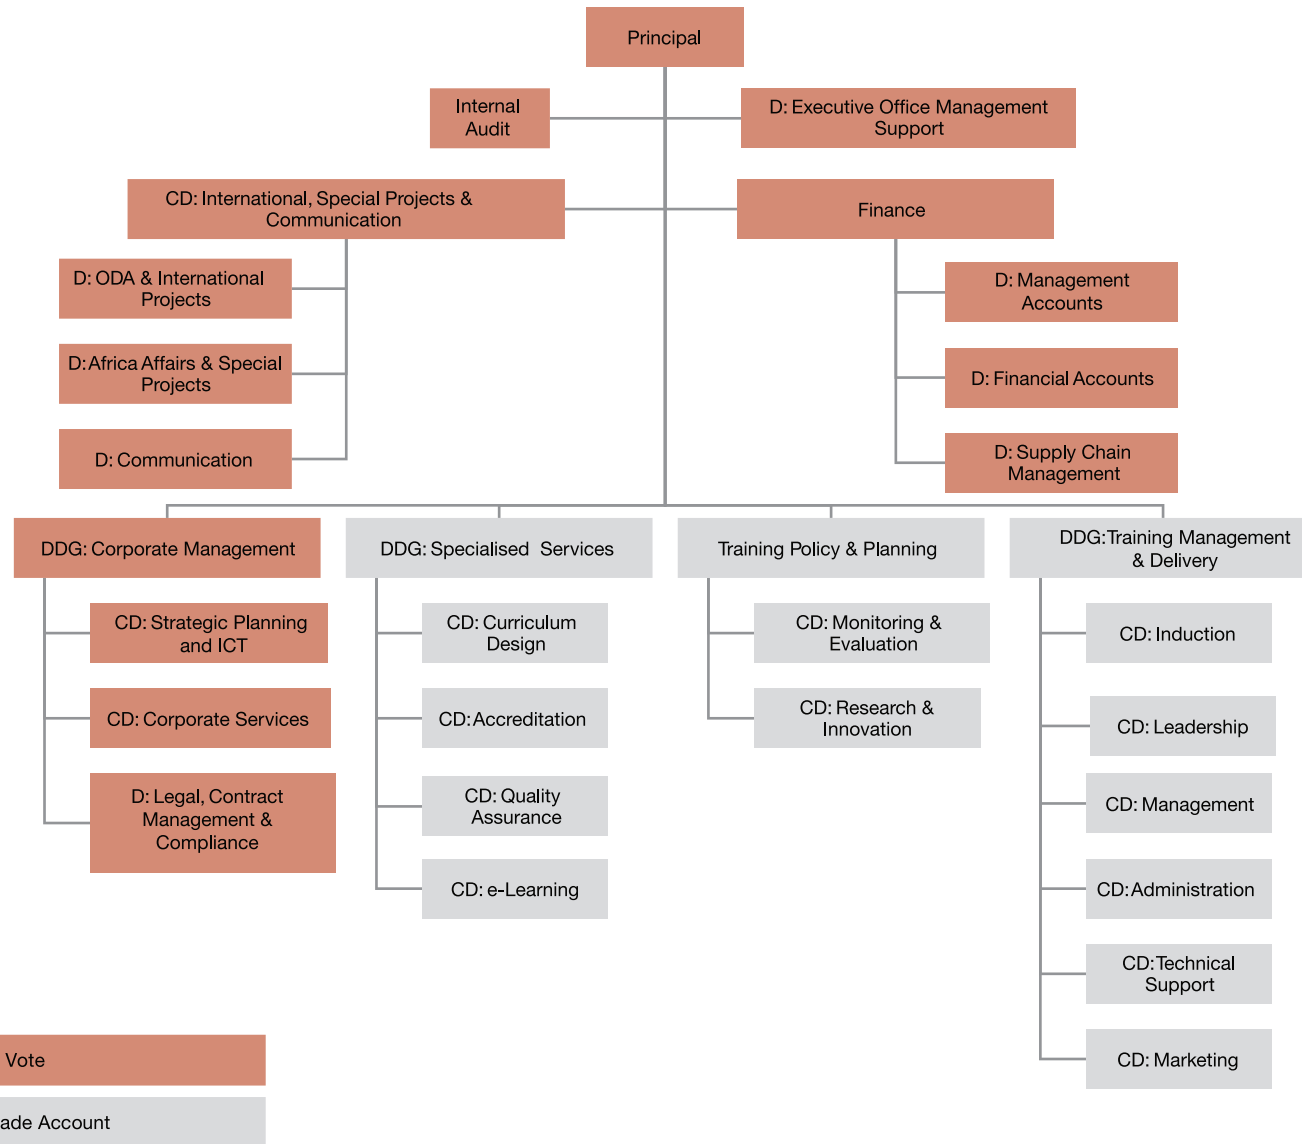 Principal
Internal
Audit
D: Executive Office Management
Support
CD: International, Special Projects &
Communication
Finance
D: ODA & International
Projects
D: Africa Affairs & Special
Projects
D: Communication
D: Management
Accounts
D: Financial Accounts
D: Supply Chain
Management
DDG: Corporate Management
CD: Strategic Planning
and ICT
CD: Corporate Services
D: Legal, Contract
Management &
Compliance
DDG: Specialised Services
CD: Curriculum
Design
CD: Accreditation
CD: Quality
Assurance
CD: e-Learning
Training Policy & Planning
CD: Monitoring &
Evaluation
CD: Research &
Innovation
DDG: Training Management
& Delivery
CD: Induction
CD: Leadership
CD: Management
CD: Administration
CD: Technical
Support
CD: Marketing
Vote
ade Account